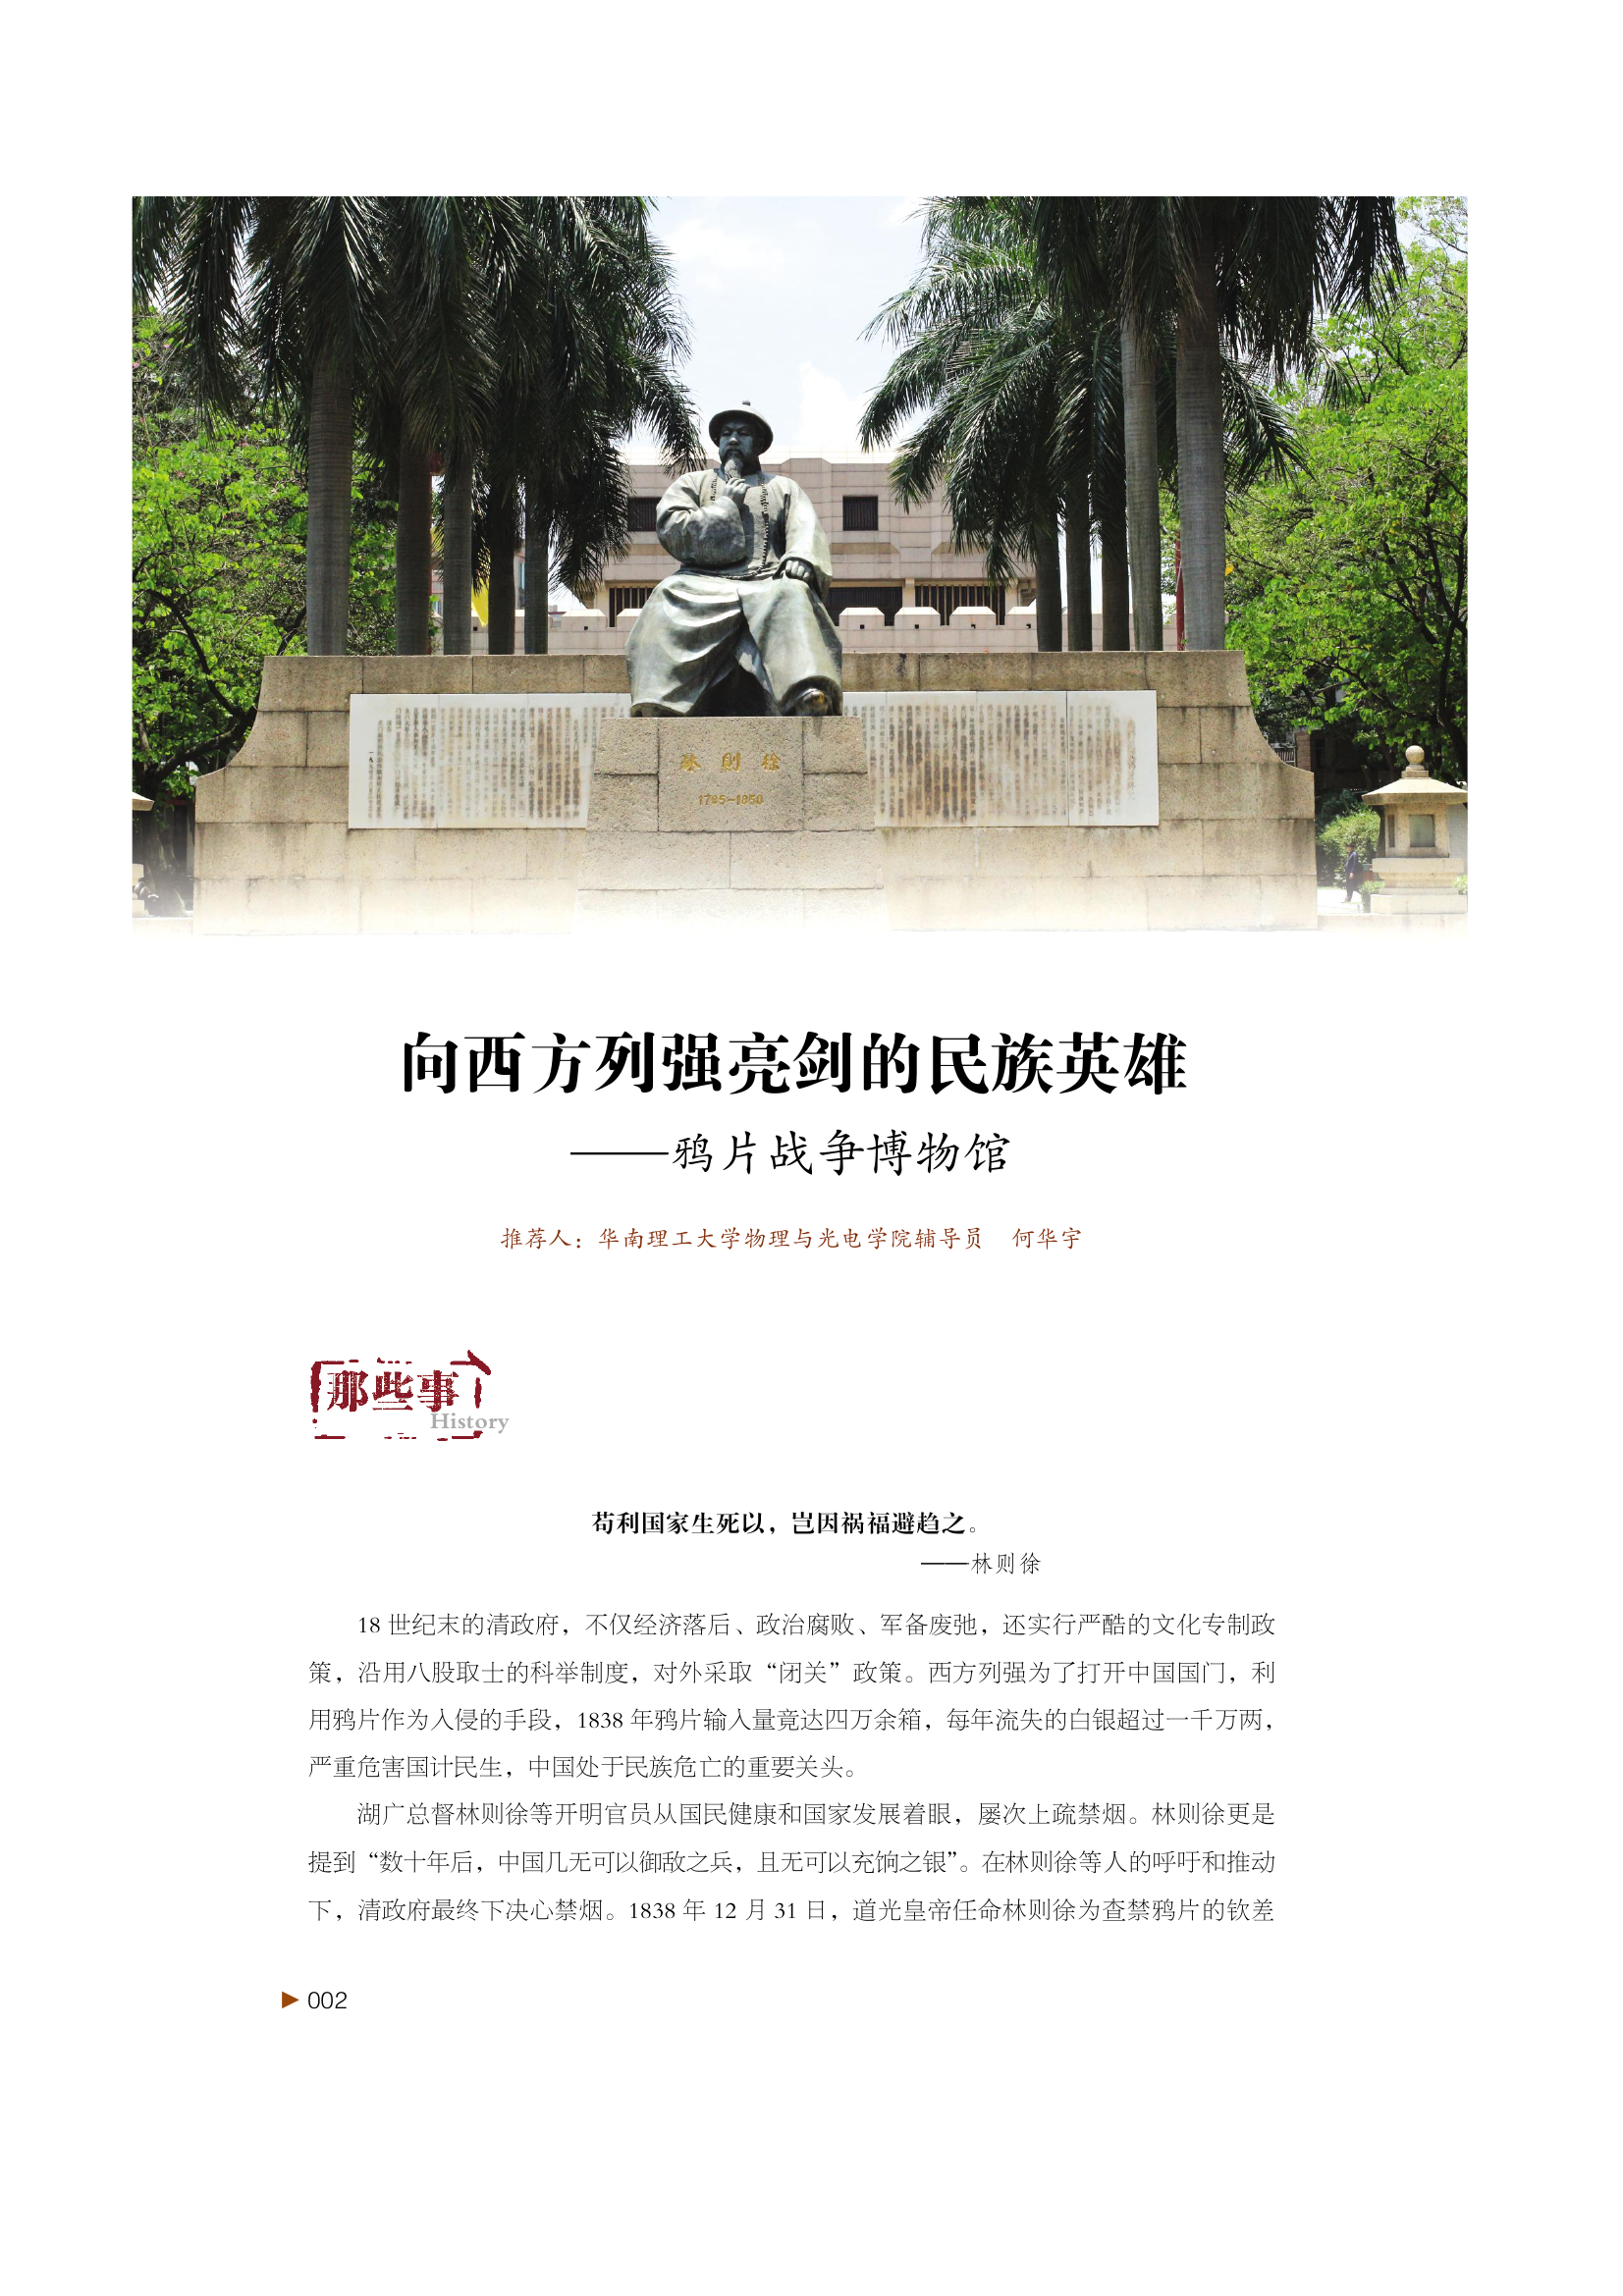 林則徐
1785-1850
向西方列强亮剑的民族英雄
——鸦片战争博物馆
推荐人：华南理工大学物理与光电学院辅导员　何华宇
那些事
History
苟利国家生死以，岂因祸福避趋之。
——林则徐
18 世纪末的清政府，不仅经济落后、政治腐败、军备废弛，还实行严酷的文化专制政
策，沿用八股取士的科举制度，对外采取“闭关”政策。西方列强为了打开中国国门，利
用鸦片作为入侵的手段，1838 年鸦片输入量竟达四万余箱，每年流失的白银超过一千万两，
严重危害国计民生，中国处于民族危亡的重要关头。
湖广总督林则徐等开明官员从国民健康和国家发展着眼，屡次上疏禁烟。林则徐更是
提到“数十年后，中国几无可以御敌之兵，且无可以充饷之银”。在林则徐等人的呼吁和推动
下，清政府最终下决心禁烟。1838 年 12 月 31 日，道光皇帝任命林则徐为查禁鸦片的钦差
002